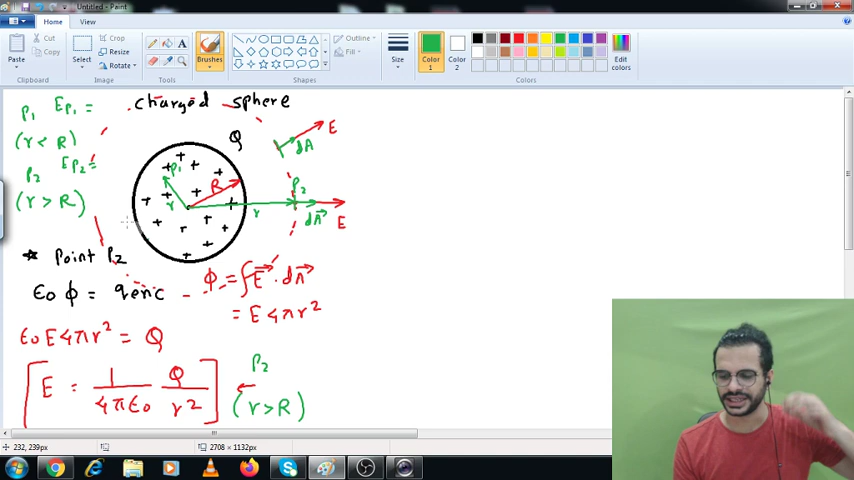 Untitled - Paint
Home
View
Paste
Cut
Copy
Clipboard
Select
Crop
Resize
Rotate
Image
Tools
Brushes
Outline
Fill
Shapes
Size
Color 1
Color 2
Edit colors
Colors
charged sphere
P1 EP1 =
(r < R)
P2 EP2 =
(r > R)
Q
P1
R
r
r
P2
dA
E
dA
E
* Point P2
ϵ0 ϕ = qenc
ϕ = ∫ E · dA
= E 4πr²
ϵ0 E 4πr² = Q
[ E = 1/4πϵ0 Q/r² ] ← P2
(r > R)
232, 239px
2708 × 1132px
100%